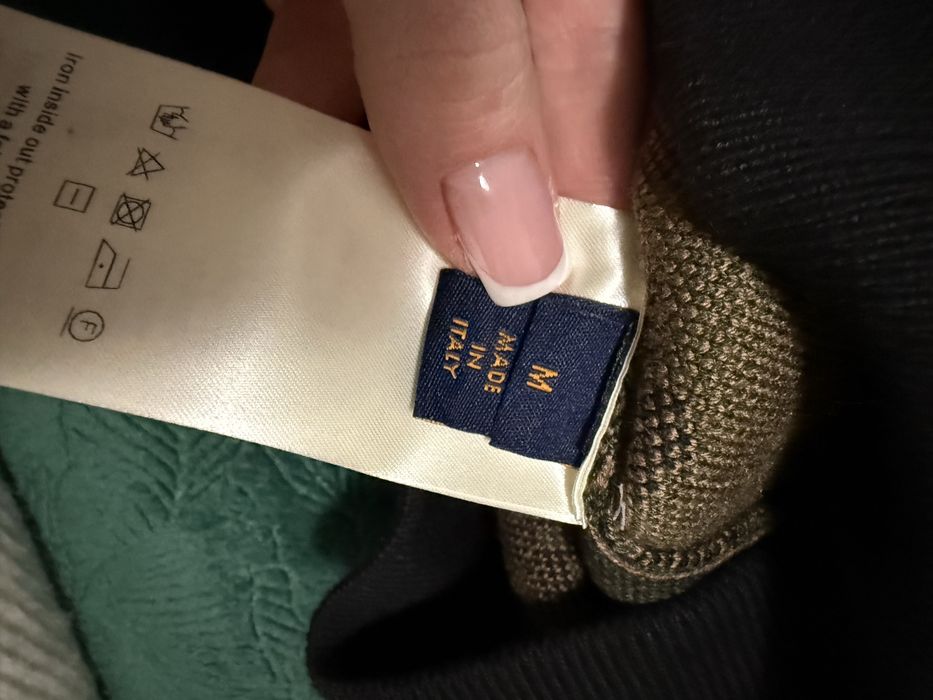 M
MADE
IN
ITALY
F
Iron inside out
with a